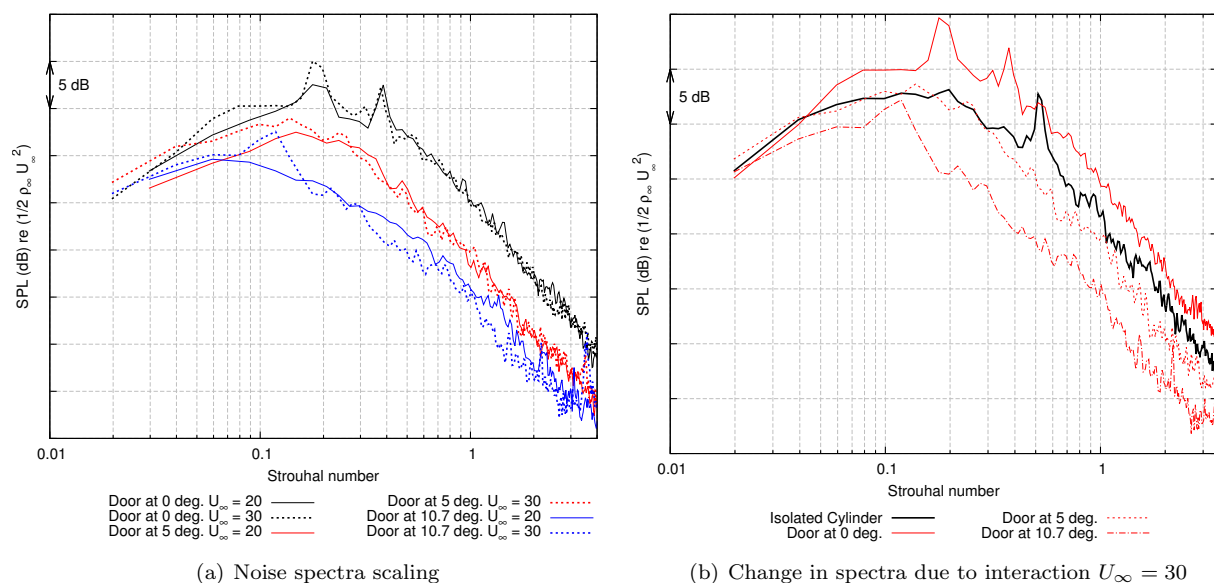 5 dB
SPL (dB) re (1/2 ρ∞ U∞²)
0.01
0.1
1
Strouhal number
Door at 0 deg. U∞ = 20
Door at 0 deg. U∞ = 30
Door at 5 deg. U∞ = 20
Door at 5 deg. U∞ = 30
Door at 10.7 deg. U∞ = 20
Door at 10.7 deg. U∞ = 30
(a) Noise spectra scaling
5 dB
SPL (dB) re (1/2 ρ∞ U∞²)
0.01
0.1
1
Strouhal number
Isolated Cylinder
Door at 0 deg.
Door at 5 deg.
Door at 10.7 deg.
(b) Change in spectra due to interaction U∞ = 30